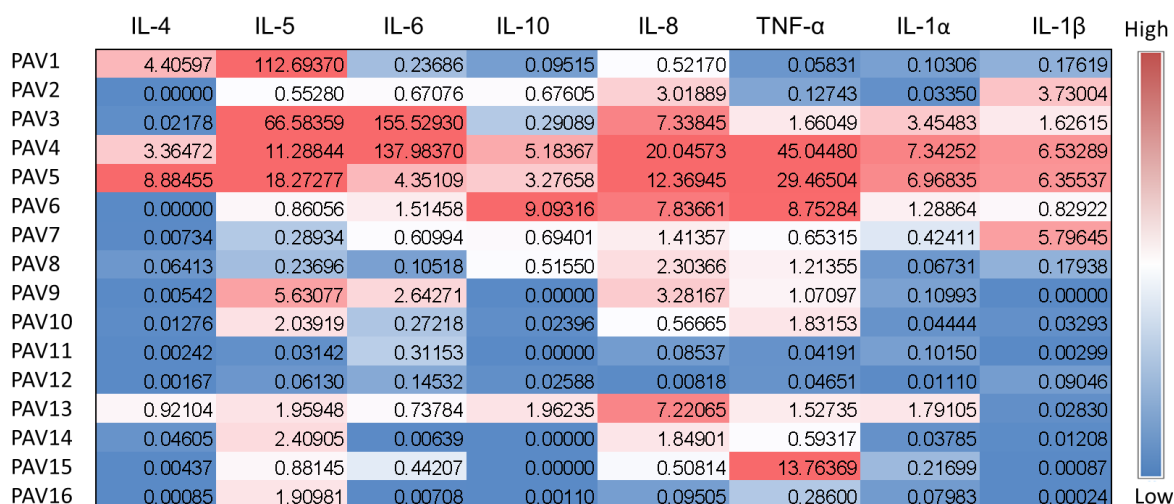 IL-4 IL-5 IL-6 IL-10 IL-8 TNF-α IL-1α IL-1β High
PAV1 4.40597 112.69370 0.23686 0.09515 0.52170 0.05831 0.10306 0.17619
PAV2 0.00000 0.55280 0.67076 0.67605 3.01889 0.12743 0.03350 3.73004
PAV3 0.02178 66.58359 155.52930 0.29089 7.33845 1.66049 3.45483 1.62615
PAV4 3.36472 11.28844 137.98370 5.18367 20.04573 45.04480 7.34252 6.53289
PAV5 8.88455 18.27277 4.35109 3.27658 12.36945 29.46504 6.96835 6.35537
PAV6 0.00000 0.86056 1.51458 9.09316 7.83661 8.75284 1.28864 0.82922
PAV7 0.00734 0.28934 0.60994 0.69401 1.41357 0.65315 0.42411 5.79645
PAV8 0.06413 0.23696 0.10518 0.51550 2.30366 1.21355 0.06731 0.17938
PAV9 0.00542 5.63077 2.64271 0.00000 3.28167 1.07097 0.10993 0.00000
PAV10 0.01276 2.03919 0.27218 0.02396 0.56665 1.83153 0.04444 0.03293
PAV11 0.00242 0.03142 0.31153 0.00000 0.08537 0.04191 0.10150 0.00299
PAV12 0.00167 0.06130 0.14532 0.02588 0.00818 0.04651 0.01110 0.09046
PAV13 0.92104 1.95948 0.73784 1.96235 7.22065 1.52735 1.79105 0.02830
PAV14 0.04605 2.40905 0.00639 0.00000 1.84901 0.59317 0.03785 0.01208
PAV15 0.00437 0.88145 0.44207 0.00000 0.50814 13.76369 0.21699 0.00087
PAV16 0.00085 1.90981 0.00708 0.00110 0.09505 0.28600 0.07983 0.00024 Low